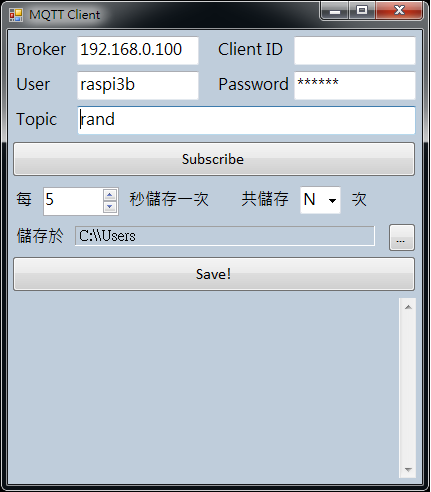 MQTT Client
Broker 192.168.0.100 Client ID
User raspi3b Password ******
Topic rand
Subscribe
每 5 秒儲存一次 共儲存 N 次
儲存於 C:\\Users ...
Save!